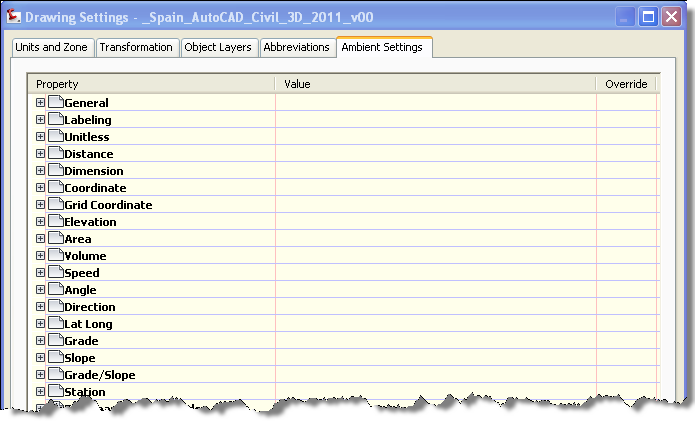 Drawing Settings - _Spain_AutoCAD_Civil_3D_2011_v00
Units and Zone Transformation Object Layers Abbreviations Ambient Settings
Property Value Override
General
Labeling
Unitless
Distance
Dimension
Coordinate
Grid Coordinate
Elevation
Area
Volume
Speed
Angle
Direction
Lat Long
Grade
Slope
Grade/Slope
Station